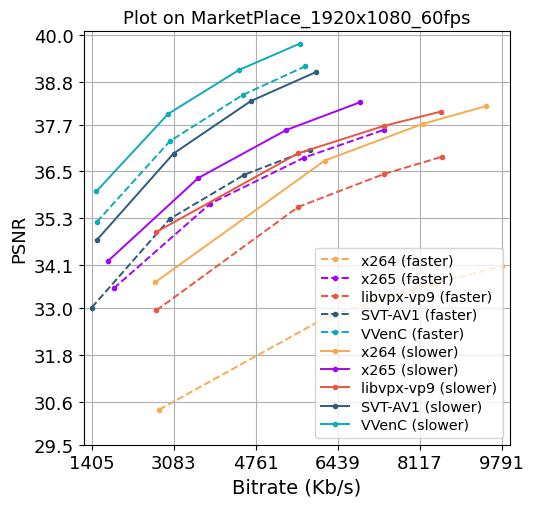 Plot on MarketPlace_1920x1080_60fps
PSNR
40.0
38.8
37.7
36.5
35.3
34.1
33.0
31.8
30.6
29.5
x264 (faster)
x265 (faster)
libvpx-vp9 (faster)
SVT-AV1 (faster)
VVenC (faster)
x264 (slower)
x265 (slower)
libvpx-vp9 (slower)
SVT-AV1 (slower)
VVenC (slower)
1405 3083 4761 6439 8117 9791
Bitrate (Kb/s)